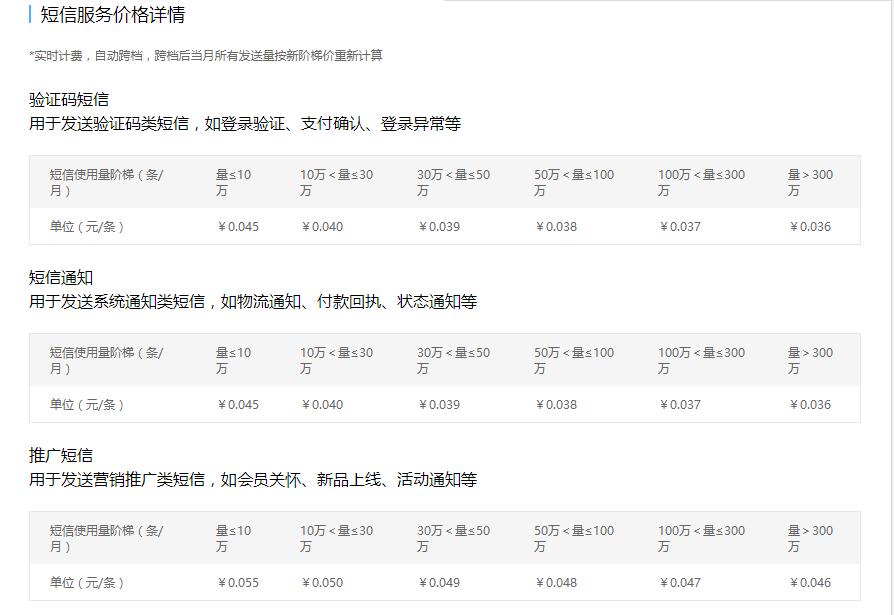 短信服务价格详情
*实时计费，自动跨档，跨档后当月所有发送量按新阶梯价重新计算
验证码短信
用于发送验证码类短信，如登录验证、支付确认、登录异常等
短信使用量阶梯（条/月） 量≤10万 10万＜量≤30万 30万＜量≤50万 50万＜量≤100万 100万＜量≤300万 量＞300万
单位（元/条） ￥0.045 ￥0.040 ￥0.039 ￥0.038 ￥0.037 ￥0.036
短信通知
用于发送系统通知类短信，如物流通知、付款回执、状态通知等
短信使用量阶梯（条/月） 量≤10万 10万＜量≤30万 30万＜量≤50万 50万＜量≤100万 100万＜量≤300万 量＞300万
单位（元/条） ￥0.045 ￥0.040 ￥0.039 ￥0.038 ￥0.037 ￥0.036
推广短信
用于发送营销推广类短信，如会员关怀、新品上线、活动通知等
短信使用量阶梯（条/月） 量≤10万 10万＜量≤30万 30万＜量≤50万 50万＜量≤100万 100万＜量≤300万 量＞300万
单位（元/条） ￥0.055 ￥0.050 ￥0.049 ￥0.048 ￥0.047 ￥0.046